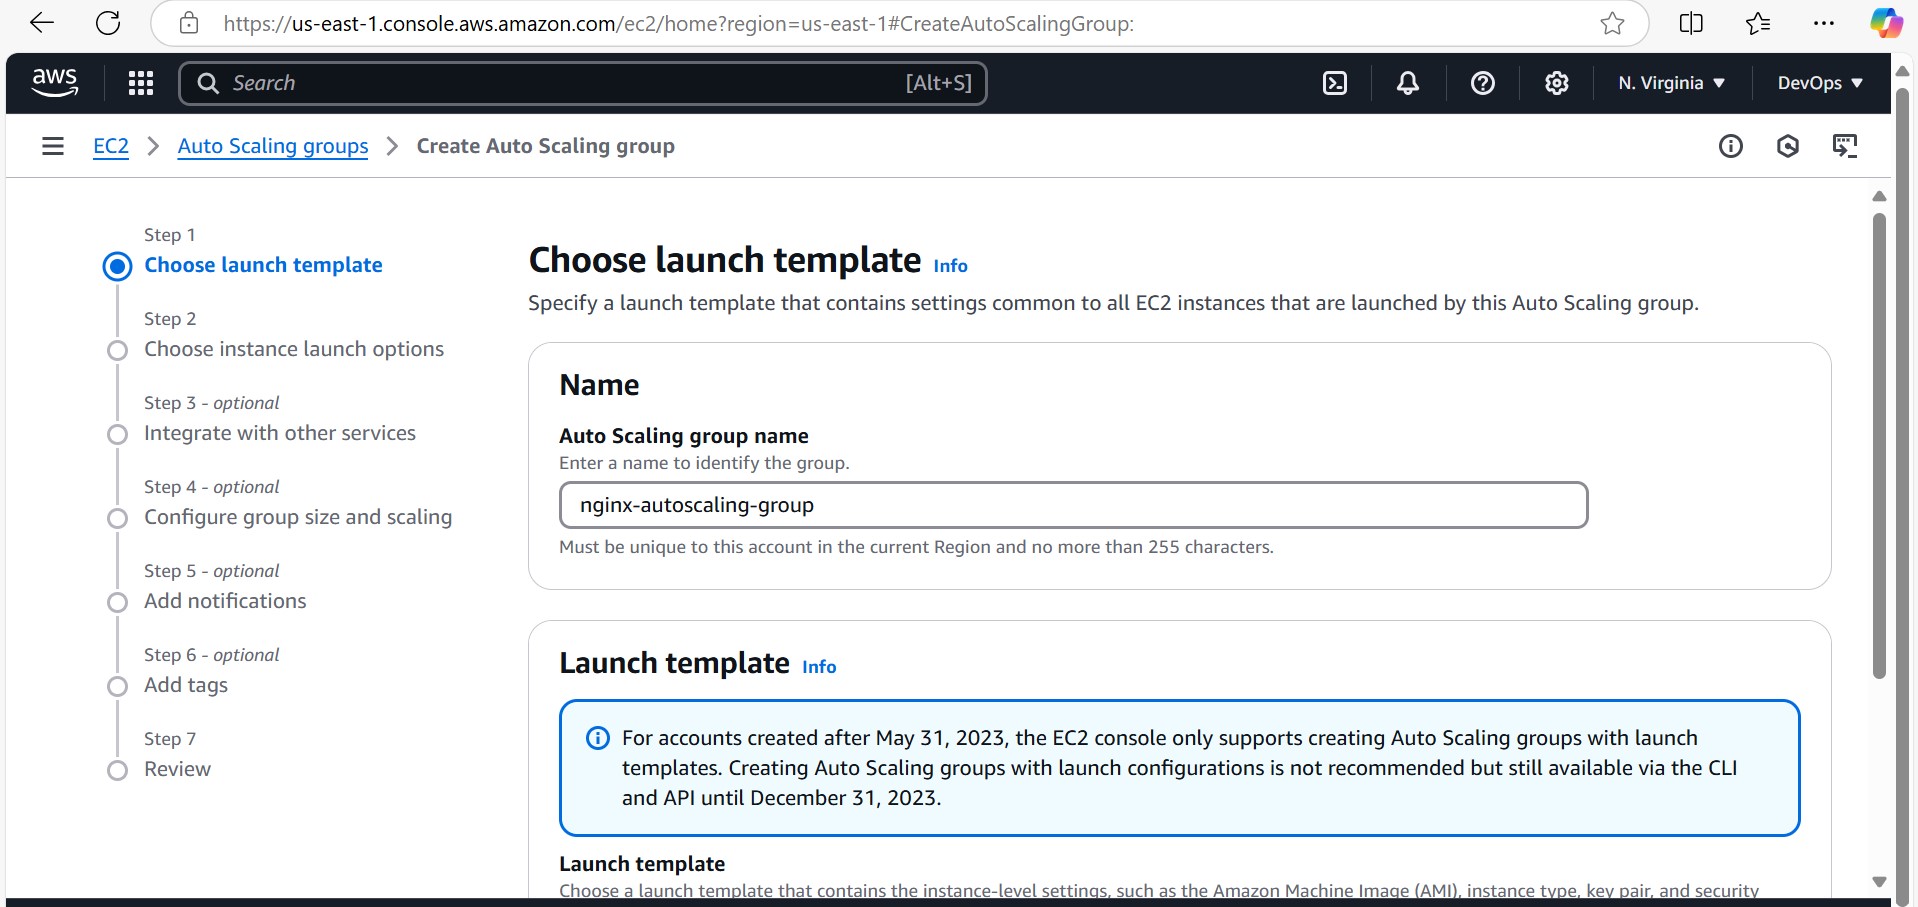 https://us-east-1.console.aws.amazon.com/ec2/home?region=us-east-1#CreateAutoScalingGroup:
aws
Search
[Alt+S]
N. Virginia
DevOps
EC2
Auto Scaling groups
Create Auto Scaling group
Step 1
Choose launch template
Step 2
Choose instance launch options
Step 3 - optional
Integrate with other services
Step 4 - optional
Configure group size and scaling
Step 5 - optional
Add notifications
Step 6 - optional
Add tags
Step 7
Review
Choose launch template Info
Specify a launch template that contains settings common to all EC2 instances that are launched by this Auto Scaling group.
Name
Auto Scaling group name
Enter a name to identify the group.
nginx-autoscaling-group
Must be unique to this account in the current Region and no more than 255 characters.
Launch template Info
For accounts created after May 31, 2023, the EC2 console only supports creating Auto Scaling groups with launch
templates. Creating Auto Scaling groups with launch configurations is not recommended but still available via the CLI
and API until December 31, 2023.
Launch template
Choose a launch template that contains the instance-level settings, such as the Amazon Machine Image (AMI), instance type, key pair, and security